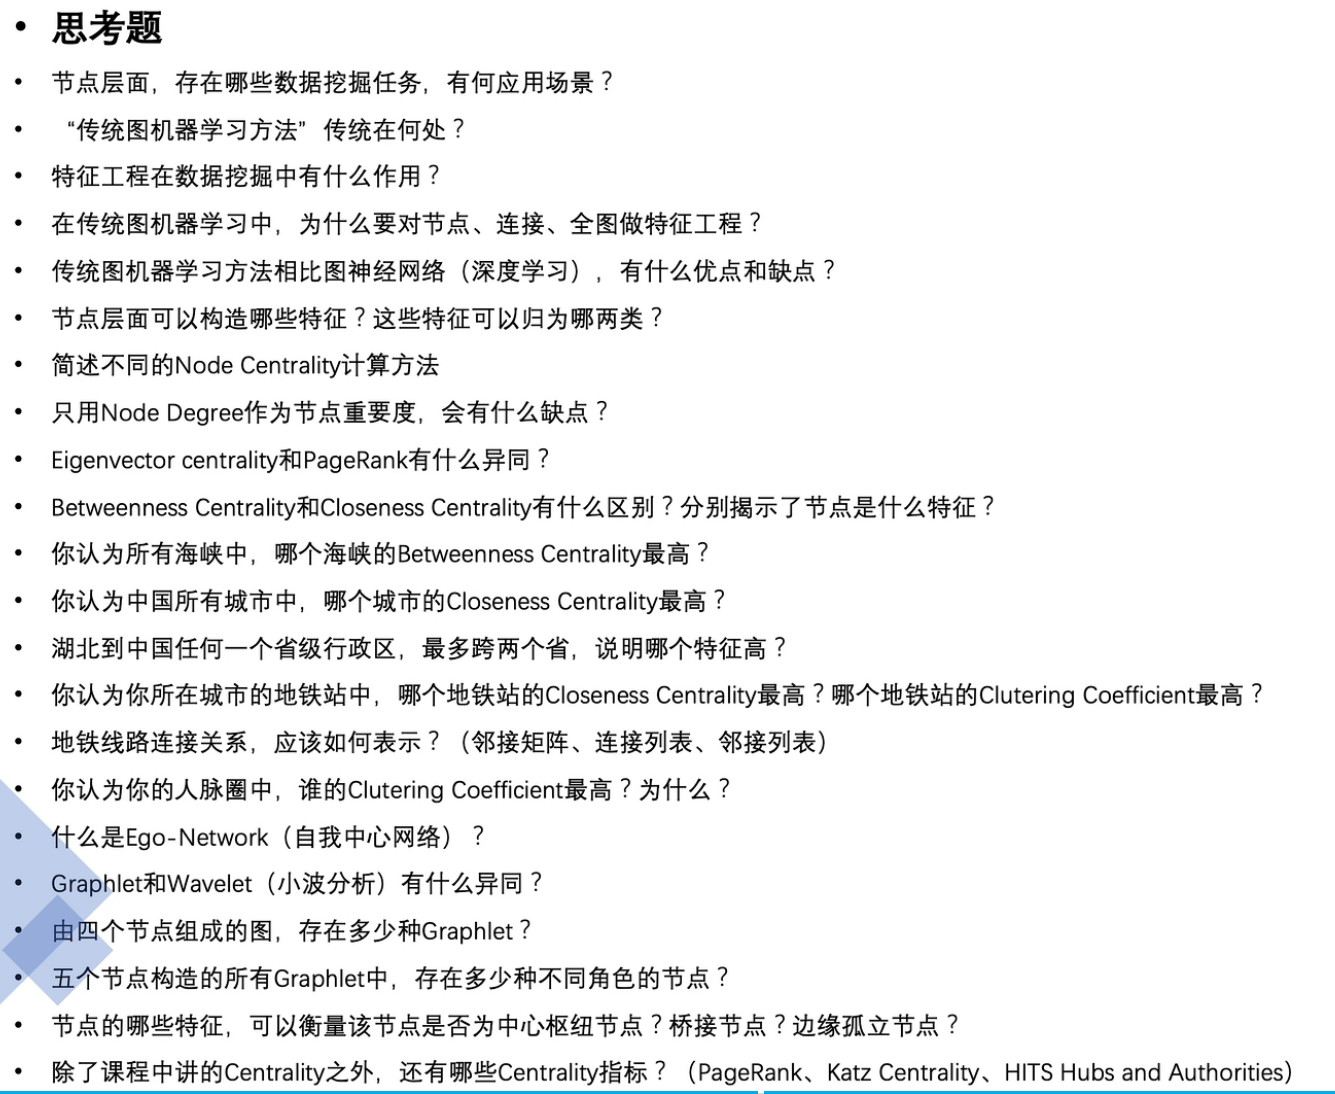 • 思考题
• 节点层面，存在哪些数据挖掘任务，有何应用场景？
• “传统图机器学习方法”传统在何处？
• 特征工程在数据挖掘中有什么作用？
• 在传统图机器学习中，为什么要对节点、连接、全图做特征工程？
• 传统图机器学习方法相比图神经网络（深度学习），有什么优点和缺点？
• 节点层面可以构造哪些特征？这些特征可以归为哪两类？
• 简述不同的Node Centrality计算方法
• 只用Node Degree作为节点重要度，会有什么缺点？
• Eigenvector centrality和PageRank有什么异同？
• Betweenness Centrality和Closeness Centrality有什么区别？分别揭示了节点是什么特征？
• 你认为所有海峡中，哪个海峡的Betweenness Centrality最高？
• 你认为中国所有城市中，哪个城市的Closeness Centrality最高？
• 湖北到中国任何一个省级行政区，最多跨两个省，说明哪个特征高？
• 你认为你所在城市的地铁站中，哪个地铁站的Closeness Centrality最高？哪个地铁站的Clutering Coefficient最高？
• 地铁线路连接关系，应该如何表示？（邻接矩阵、连接列表、邻接列表）
• 你认为你的人脉圈中，谁的Clutering Coefficient最高？为什么？
• 什么是Ego-Network（自我中心网络）？
• Graphlet和Wavelet（小波分析）有什么异同？
• 由四个节点组成的图，存在多少种Graphlet？
• 五个节点构造的所有Graphlet中，存在多少种不同角色的节点？
• 节点的哪些特征，可以衡量该节点是否为中心枢纽节点？桥接节点？边缘孤立节点？
• 除了课程中讲的Centrality之外，还有哪些Centrality指标？（PageRank、Katz Centrality、HITS Hubs and Authorities）